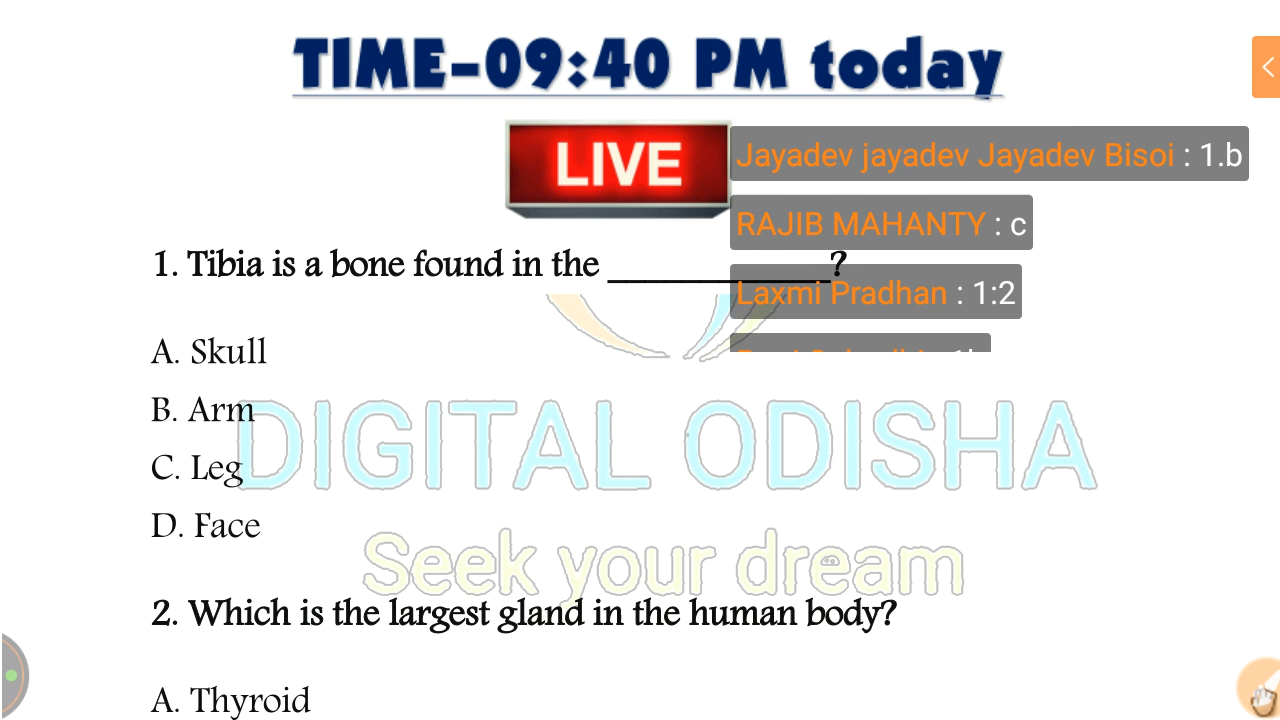 TIME-09:40 PM today
LIVE
Jayadev jayadev Jayadev Bisoi : 1.b
RAJIB MAHANTY : c
1. Tibia is a bone found in the ____________?
Laxmi Pradhan : 1:2
A. Skull
B. Arm
C. Leg
D. Face
DIGITAL ODISHA
Seek your dream
2. Which is the largest gland in the human body?
A. Thyroid